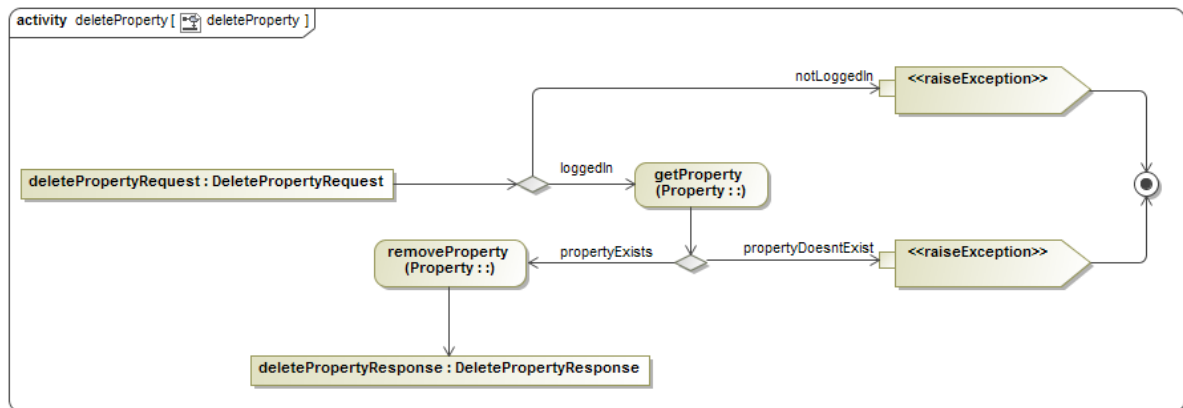 activity deleteProperty [ deleteProperty ]
notLoggedIn
<<raiseException>>
deletePropertyRequest : DeletePropertyRequest
loggedIn
getProperty
(Property : :)
removeProperty
(Property : :)
propertyExists
propertyDoesntExist
<<raiseException>>
deletePropertyResponse : DeletePropertyResponse